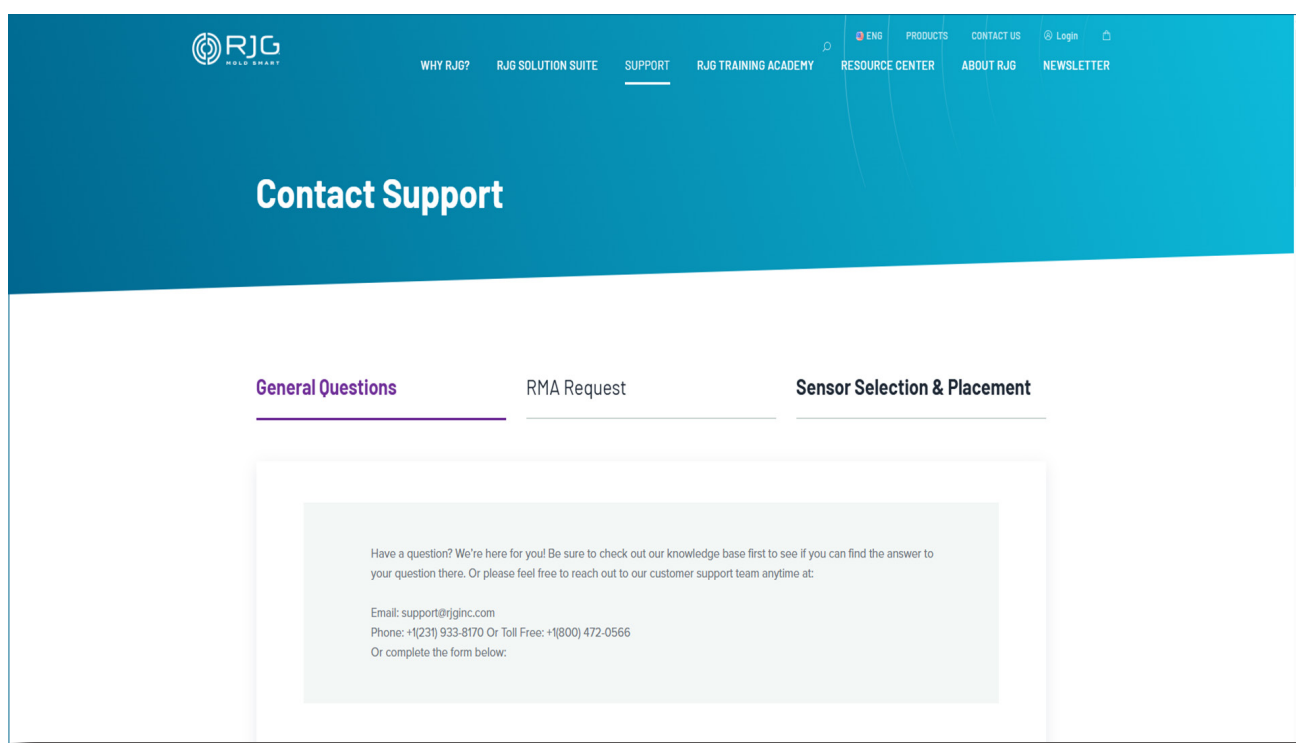 RJG
MOLD SMART
ENG PRODUCTS CONTACT US Login
WHY RJG? RJG SOLUTION SUITE SUPPORT RJG TRAINING ACADEMY RESOURCE CENTER ABOUT RJG NEWSLETTER
Contact Support
General Questions RMA Request Sensor Selection & Placement
Have a question? We're here for you! Be sure to check out our knowledge base first to see if you can find the answer to
your question there. Or please feel free to reach out to our customer support team anytime at:
Email: support@rjginc.com
Phone: +1(231) 933-8170 Or Toll Free: +1(800) 472-0566
Or complete the form below: